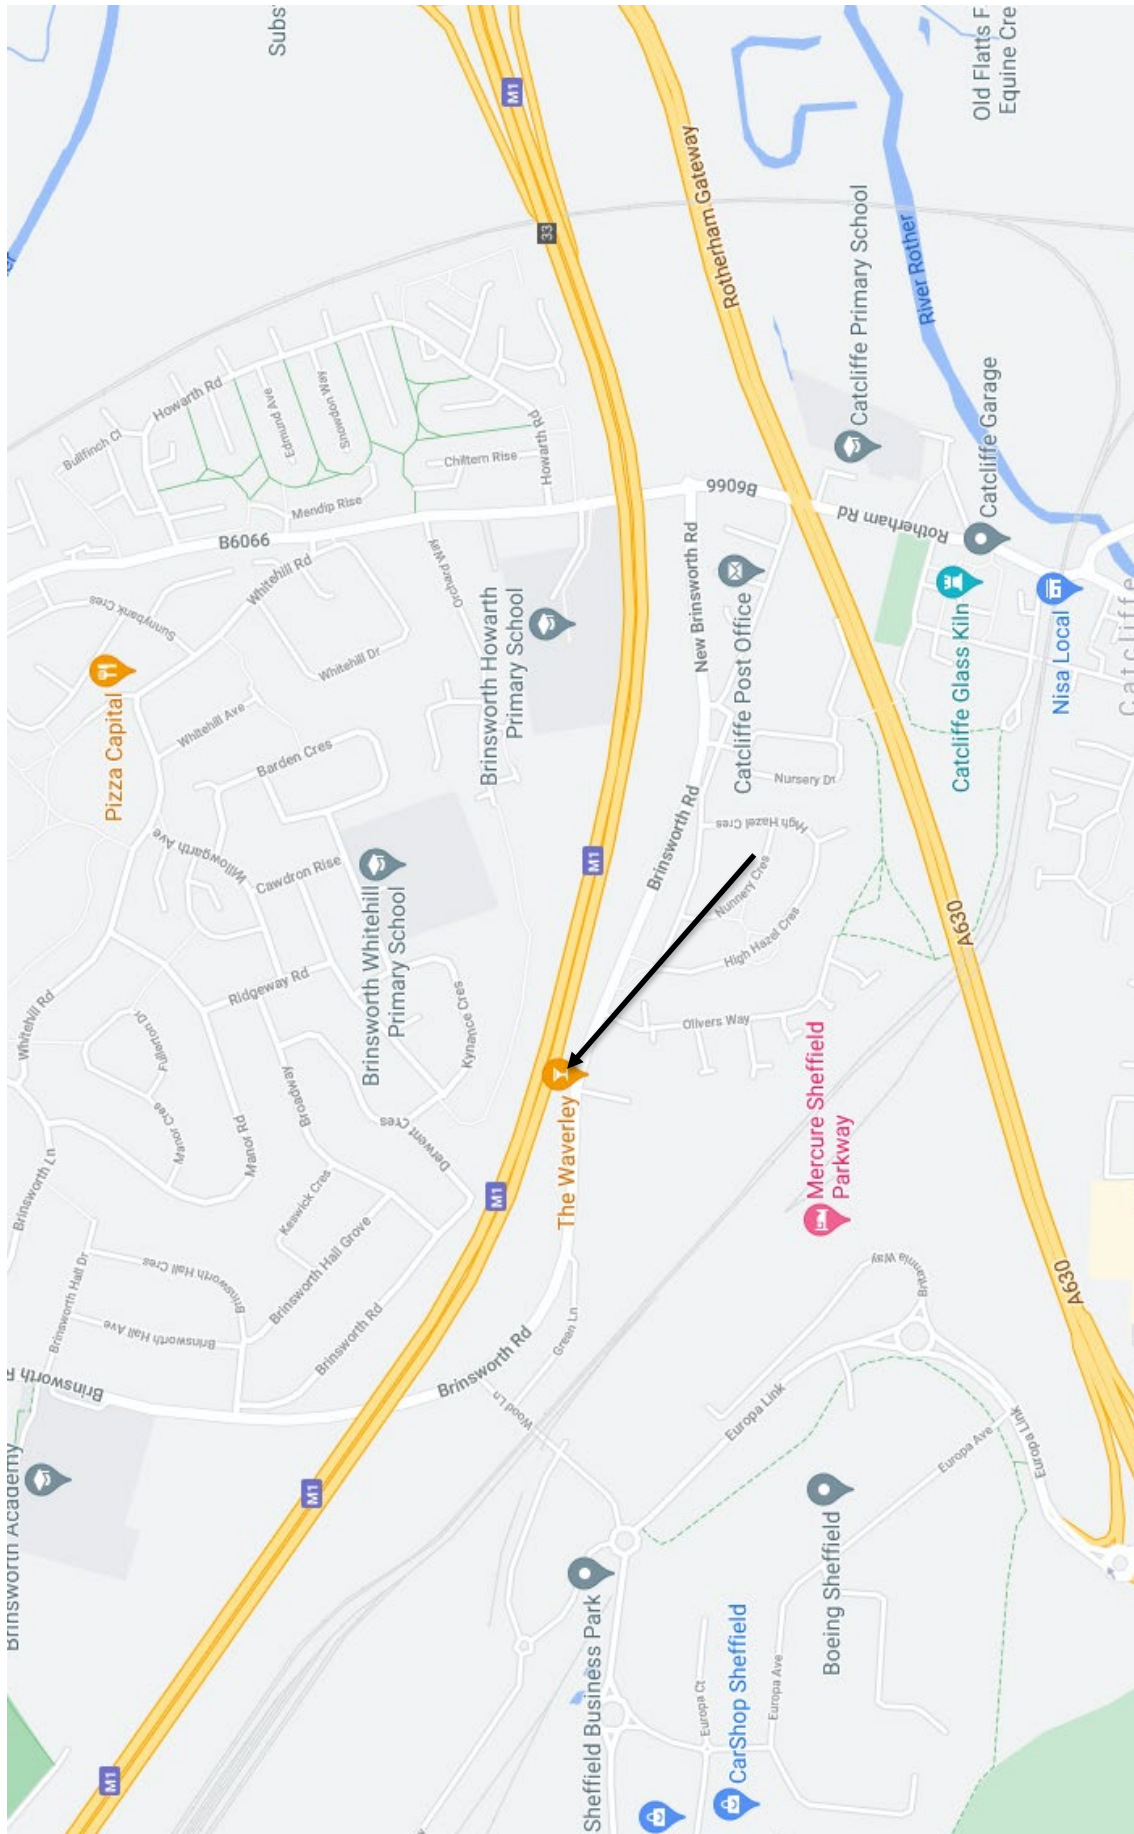 Subs
M1
Old Flatts F
Equine Cre
33
Rotherham Gateway
River Rother
Catcliffe Primary School
Catcliffe Garage
Howarth Rd
Bullfinch Cl
Edmund Ave
Snowdon Way
Chiltern Rise
Howarth Rd
Mendip Rise
B6066
B6066
Rotherham Rd
Whitehill Rd
Orchard Way
Sunnybank Cres
Whitehill Dr
Brinsworth Howarth
Primary School
New Brinsworth Rd
Catcliffe Post Office
Catcliffe Glass Kiln
Nisa Local
Catcliffe
Pizza Capital
Whitehill Ave
Barden Cres
Willowgarth Ave
Cawdron Rise
Brinsworth Whitehill
Primary School
M1
Brinsworth Rd
Nursery Dr
High Hazel Cres
Nunnery Cres
High Hazel Cres
A630
Whitehill Rd
Fullerton Dr
Ridgeway Rd
Kynance Cres
Olivers Way
Manor Cres
Manor Rd
Broadway
Derwent Cres
Brinsworth Ln
Keswick Cres
The Waverley
Mercure Sheffield
Parkway
M1
Brinsworth Hall Cres
Brinsworth Hall Dr
Brinsworth Hall Grove
Brinsworth Hall Ave
Brinsworth Rd
Brinsworth Rd
Green Ln
Wood Ln
Britannia Way
A630
Europa Link
Europa Link
Europa Ave
Brinsworth Academy
M1
Boeing Sheffield
Sheffield Business Park
Europa Ct
Europa Ave
CarShop Sheffield
M1